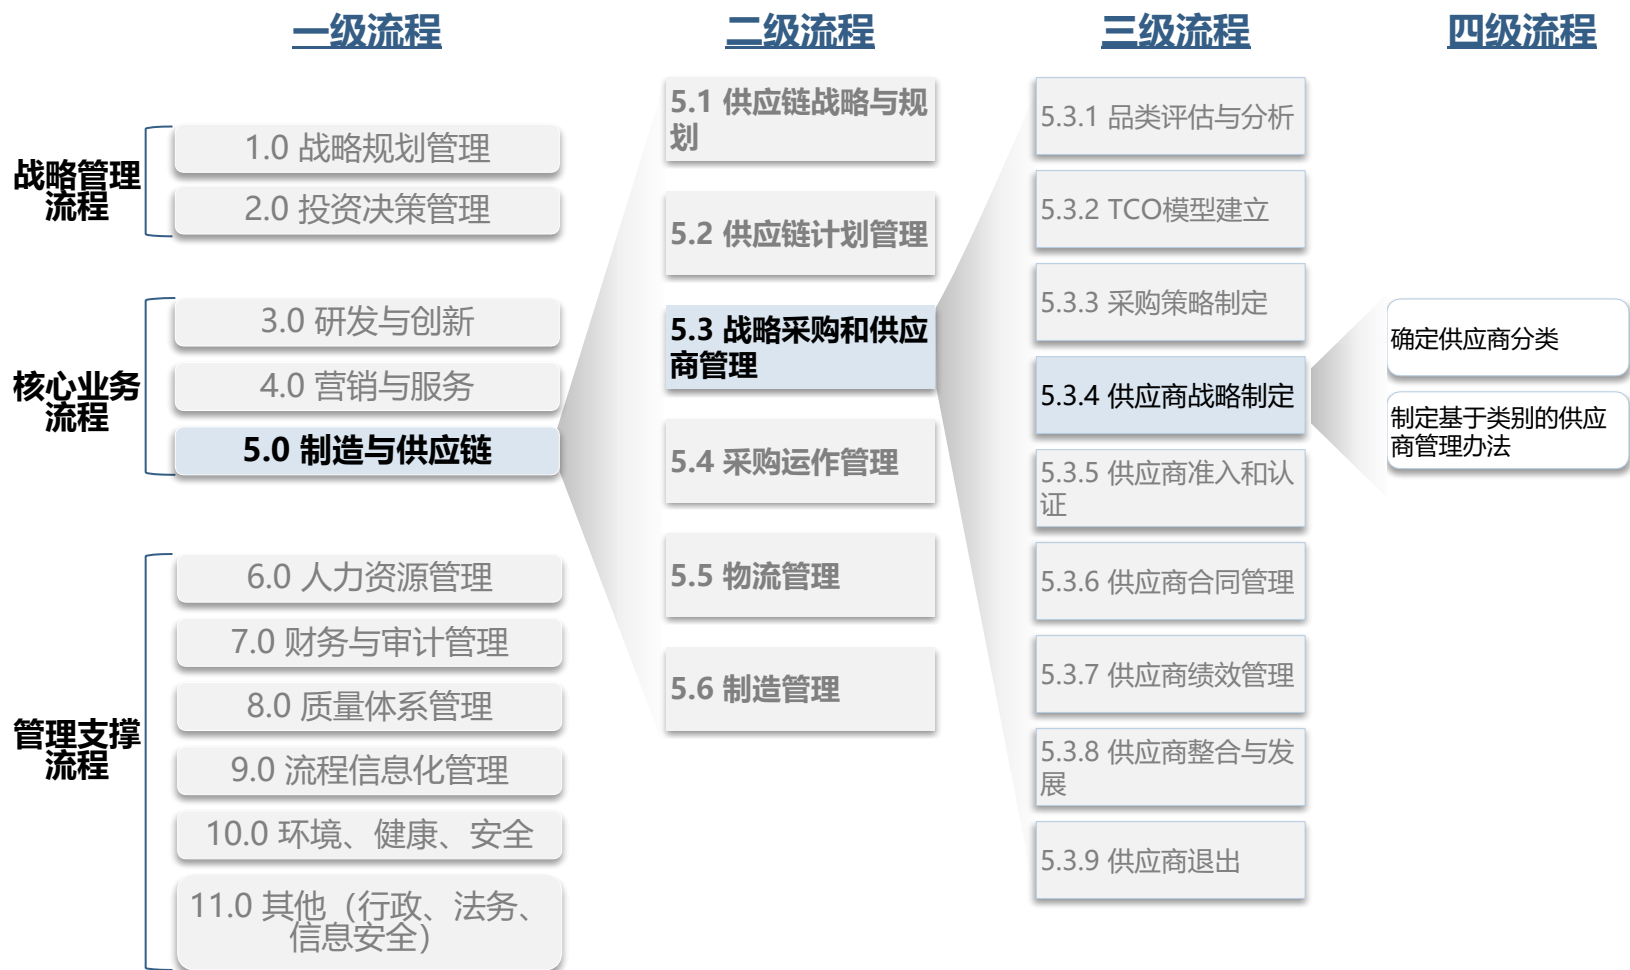 一级流程
二级流程
三级流程
四级流程
战略管理
流程
1.0 战略规划管理
2.0 投资决策管理
核心业务
流程
3.0 研发与创新
4.0 营销与服务
5.0 制造与供应链
管理支撑
流程
6.0 人力资源管理
7.0 财务与审计管理
8.0 质量体系管理
9.0 流程信息化管理
10.0 环境、健康、安全
11.0 其他（行政、法务、
信息安全）
5.1 供应链战略与规
划
5.2 供应链计划管理
5.3 战略采购和供应
商管理
5.4 采购运作管理
5.5 物流管理
5.6 制造管理
5.3.1 品类评估与分析
5.3.2 TCO模型建立
5.3.3 采购策略制定
5.3.4 供应商战略制定
5.3.5 供应商准入和认
证
5.3.6 供应商合同管理
5.3.7 供应商绩效管理
5.3.8 供应商整合与发
展
5.3.9 供应商退出
确定供应商分类
制定基于类别的供应
商管理办法